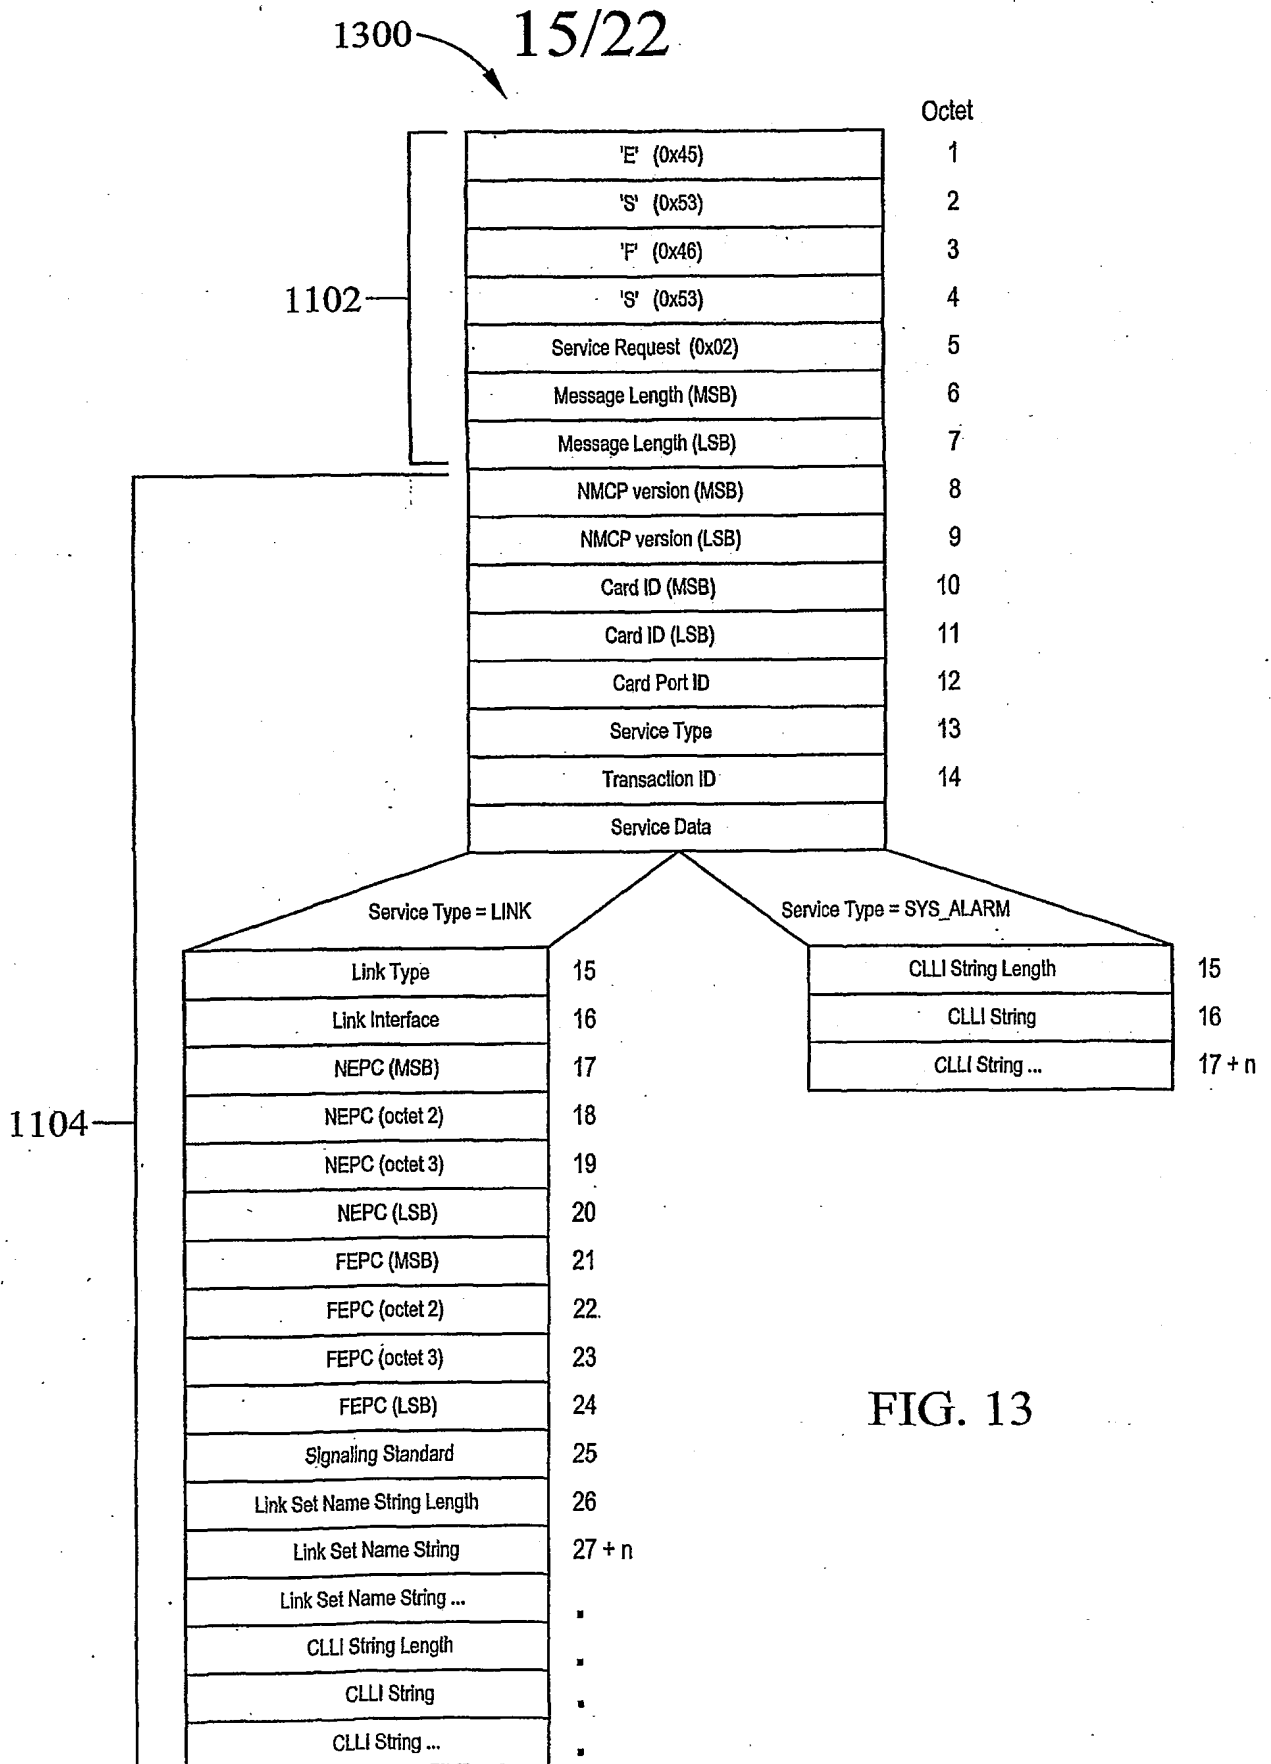 1300 15/22
Octet
'E' (0x45) 1
'S' (0x53) 2
'F' (0x46) 3
'S' (0x53) 4
1102
Service Request (0x02) 5
Message Length (MSB) 6
Message Length (LSB) 7
NMCP version (MSB) 8
NMCP version (LSB) 9
Card ID (MSB) 10
Card ID (LSB) 11
Card Port ID 12
Service Type 13
Transaction ID 14
Service Data
Service Type = LINK
Service Type = SYS_ALARM
Link Type 15
Link Interface 16
NEPC (MSB) 17
NEPC (octet 2) 18
NEPC (octet 3) 19
NEPC (LSB) 20
FEPC (MSB) 21
FEPC (octet 2) 22
FEPC (octet 3) 23
FEPC (LSB) 24
Signaling Standard 25
Link Set Name String Length 26
Link Set Name String 27 + n
Link Set Name String ...
CLLI String Length
CLLI String
CLLI String ...
CLLI String Length 15
CLLI String 16
CLLI String ... 17 + n
1104
FIG. 13